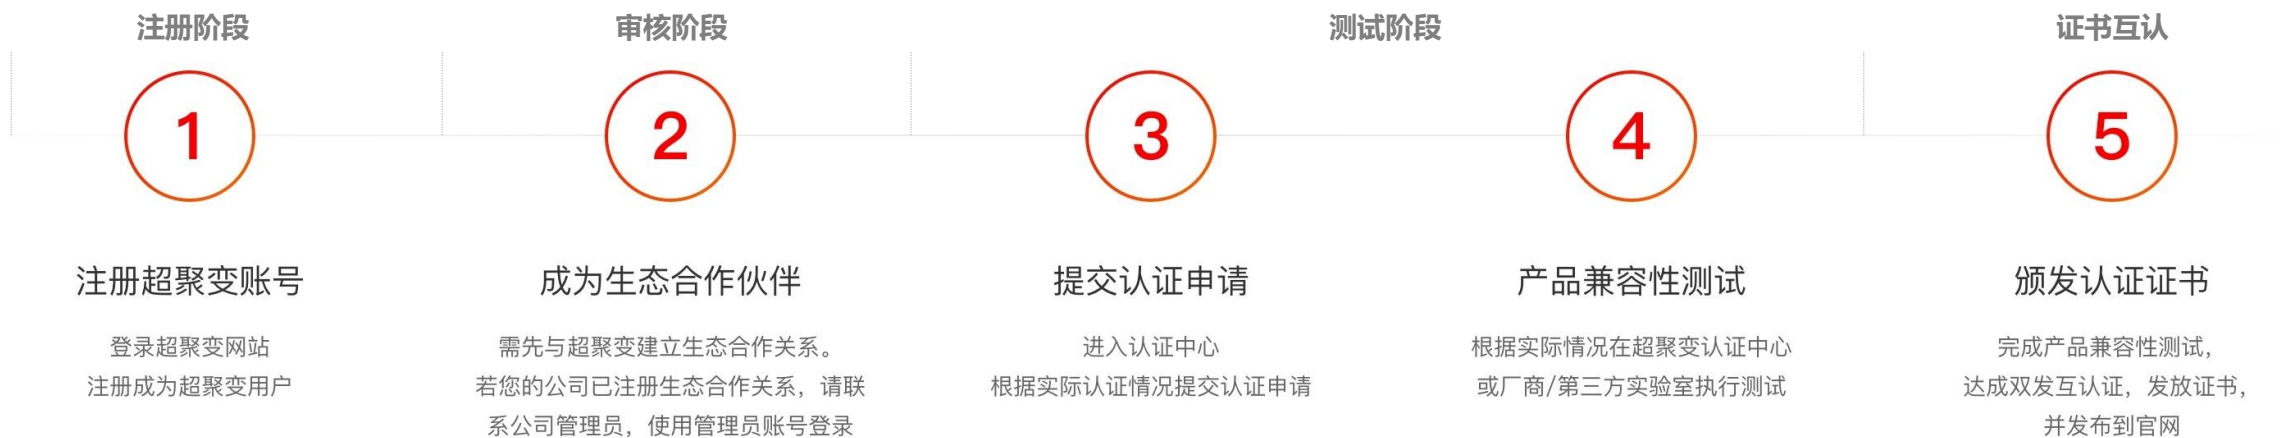 注册阶段
审核阶段
测试阶段
证书互认
1
2
3
4
5
注册超聚变账号
登录超聚变网站
注册成为超聚变用户
成为生态合作伙伴
需先与超聚变建立生态合作关系。
若您的公司已注册生态合作关系，请联
系公司管理员，使用管理员账号登录
提交认证申请
进入认证中心
根据实际认证情况提交认证申请
产品兼容性测试
根据实际情况在超聚变认证中心
或厂商/第三方实验室执行测试
颁发认证证书
完成产品兼容性测试，
达成双发互认证，发放证书，
并发布到官网